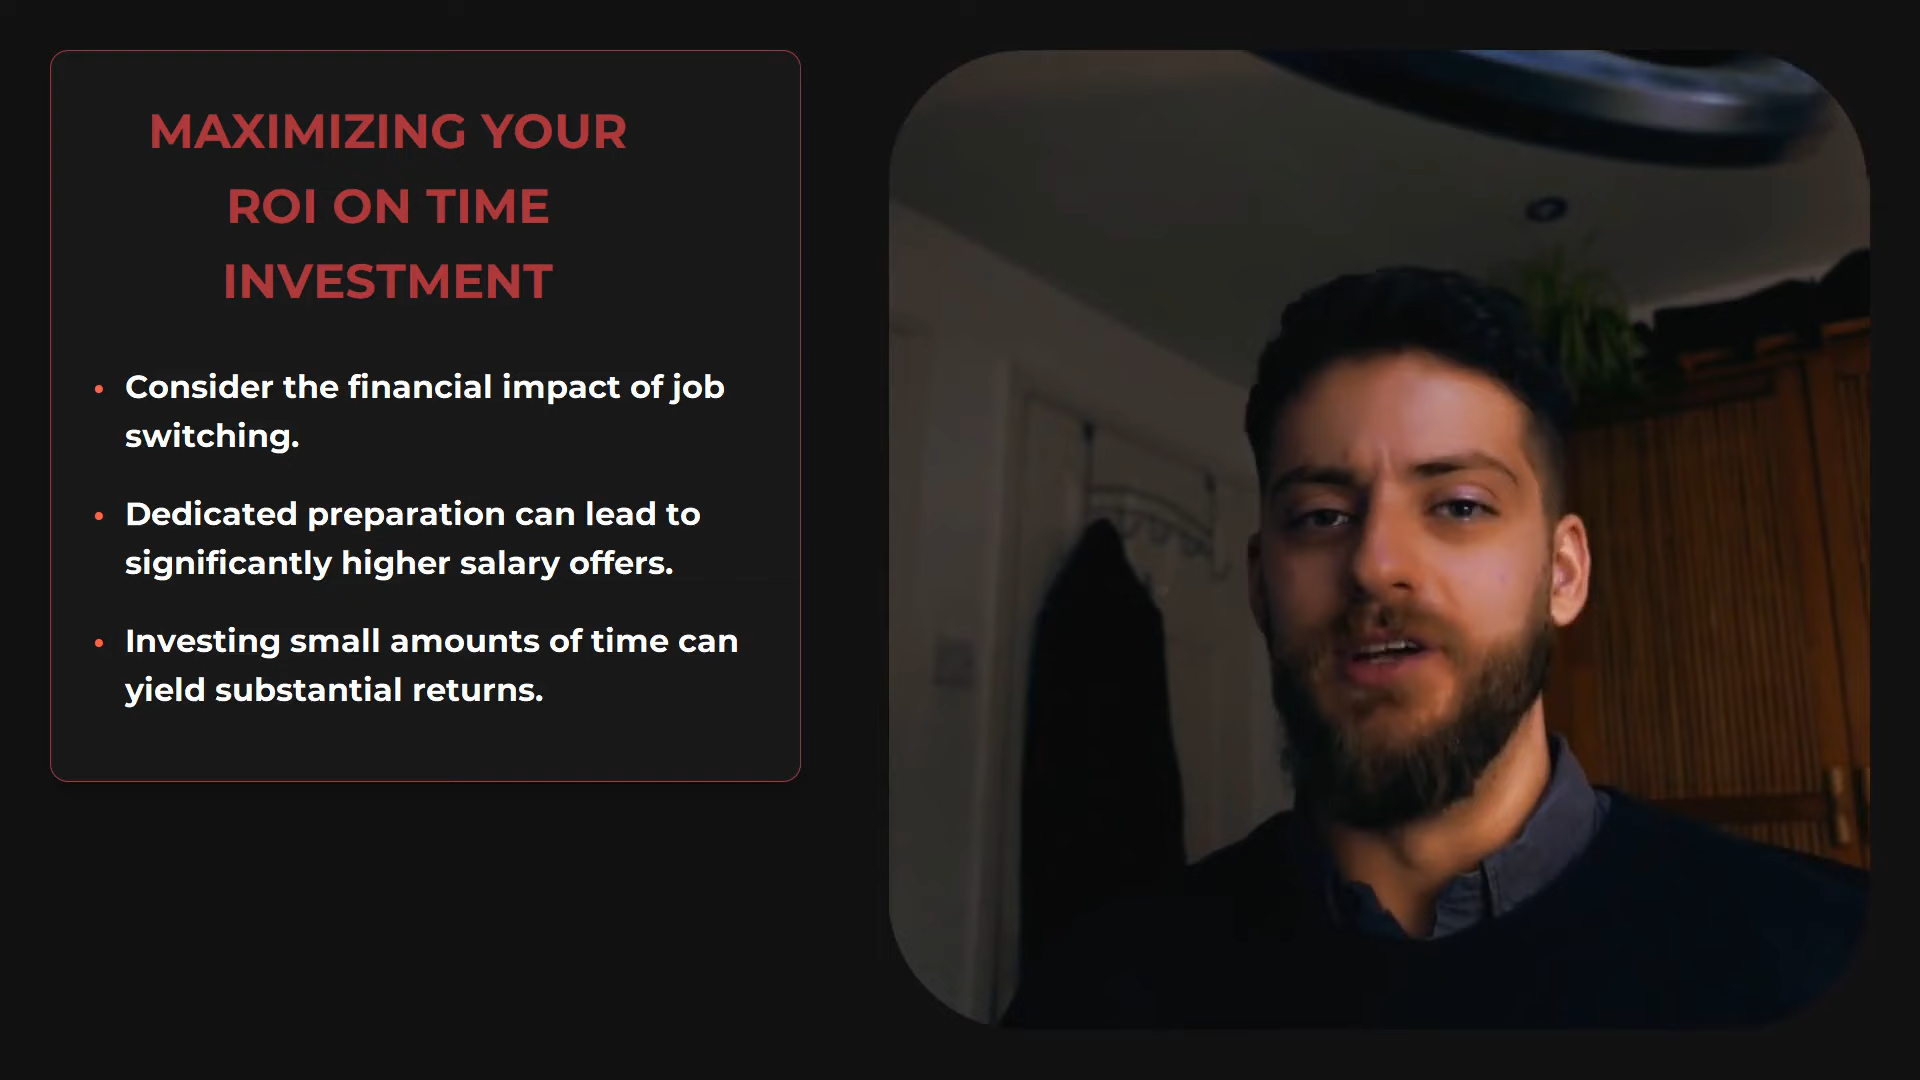 MAXIMIZING YOUR
ROI ON TIME
INVESTMENT
• Consider the financial impact of job
switching.
• Dedicated preparation can lead to
significantly higher salary offers.
• Investing small amounts of time can
yield substantial returns.